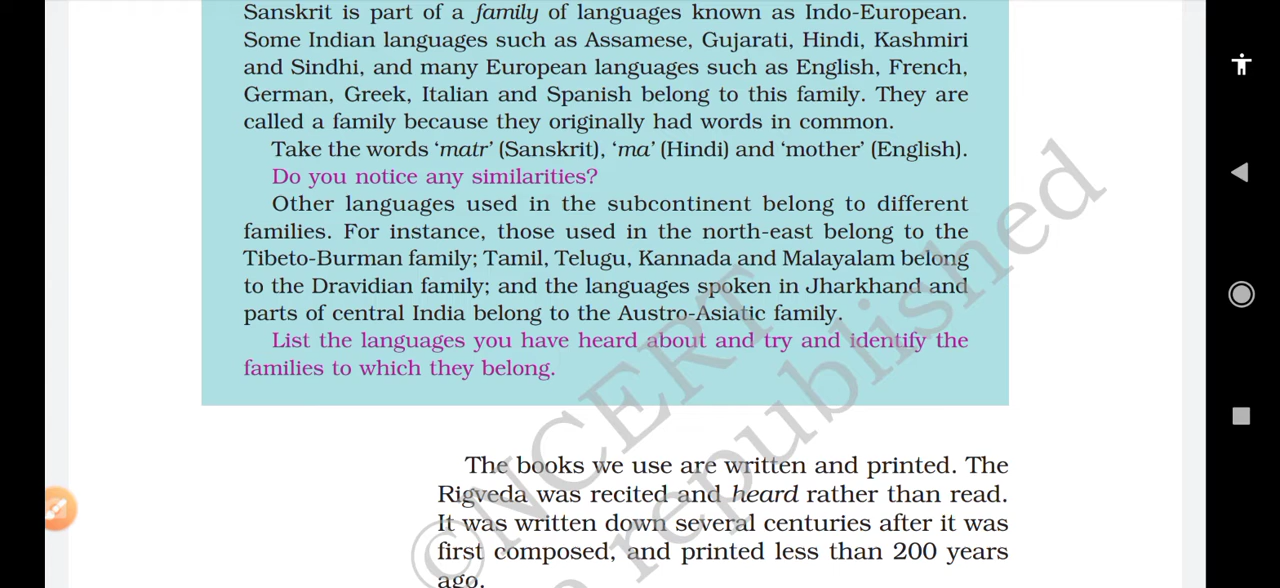 Sanskrit is part of a family of languages known as Indo-European.
Some Indian languages such as Assamese, Gujarati, Hindi, Kashmiri
and Sindhi, and many European languages such as English, French,
German, Greek, Italian and Spanish belong to this family. They are
called a family because they originally had words in common.
Take the words ‘matr’ (Sanskrit), ‘ma’ (Hindi) and ‘mother’ (English).
Do you notice any similarities?
Other languages used in the subcontinent belong to different
families. For instance, those used in the north-east belong to the
Tibeto-Burman family; Tamil, Telugu, Kannada and Malayalam belong
to the Dravidian family; and the languages spoken in Jharkhand and
parts of central India belong to the Austro-Asiatic family.
List the languages you have heard about and try and identify the
families to which they belong.
The books we use are written and printed. The
Rigveda was recited and heard rather than read.
It was written down several centuries after it was
first composed, and printed less than 200 years
ago.
©NCERT
republished